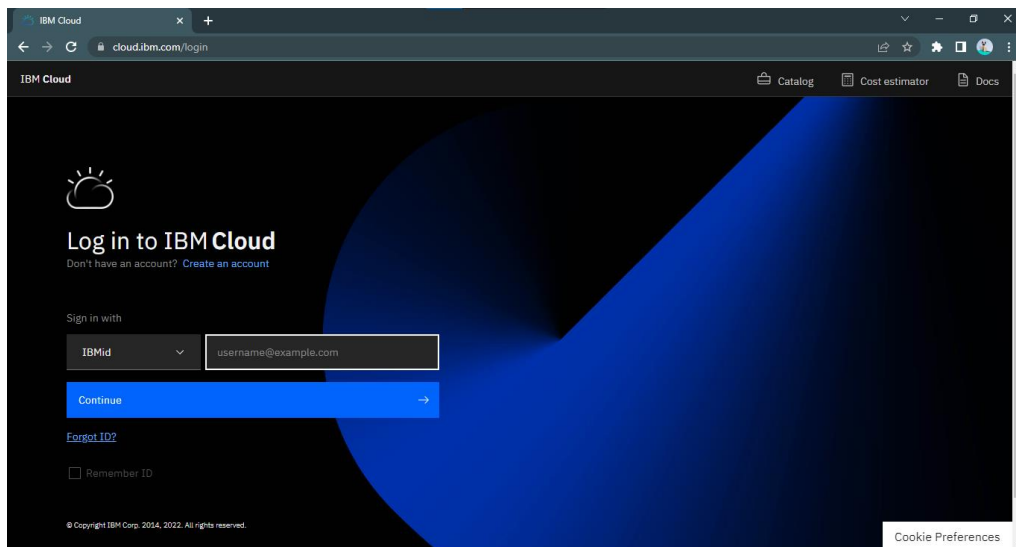 IBM Cloud
cloud.ibm.com/login
IBM Cloud
Catalog
Cost estimator
Docs
Log in to IBM Cloud
Don't have an account? Create an account
Sign in with
IBMid
username@example.com
Continue
Forgot ID?
Remember ID
© Copyright IBM Corp. 2014, 2022. All rights reserved.
Cookie Preferences